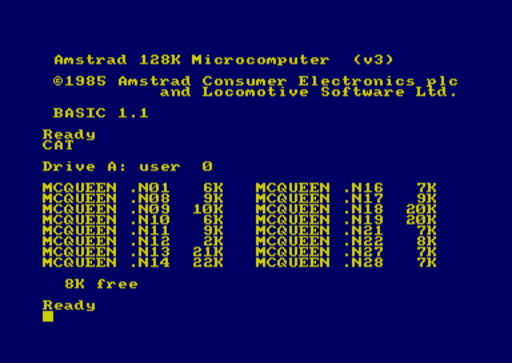 Amstrad 128K Microcomputer  (v3)
©1985 Amstrad Consumer Electronics plc
and Locomotive Software Ltd.
BASIC 1.1
Ready
CAT
Drive A: user  0
MCQUEEN .N01   6K   MCQUEEN .N16   7K
MCQUEEN .N08   9K   MCQUEEN .N17   9K
MCQUEEN .N09  10K   MCQUEEN .N18  20K
MCQUEEN .N10   6K   MCQUEEN .N19  20K
MCQUEEN .N11   9K   MCQUEEN .N21   7K
MCQUEEN .N12   2K   MCQUEEN .N22   8K
MCQUEEN .N13  21K   MCQUEEN .N27   7K
MCQUEEN .N14  22K   MCQUEEN .N28   7K
8K free
Ready